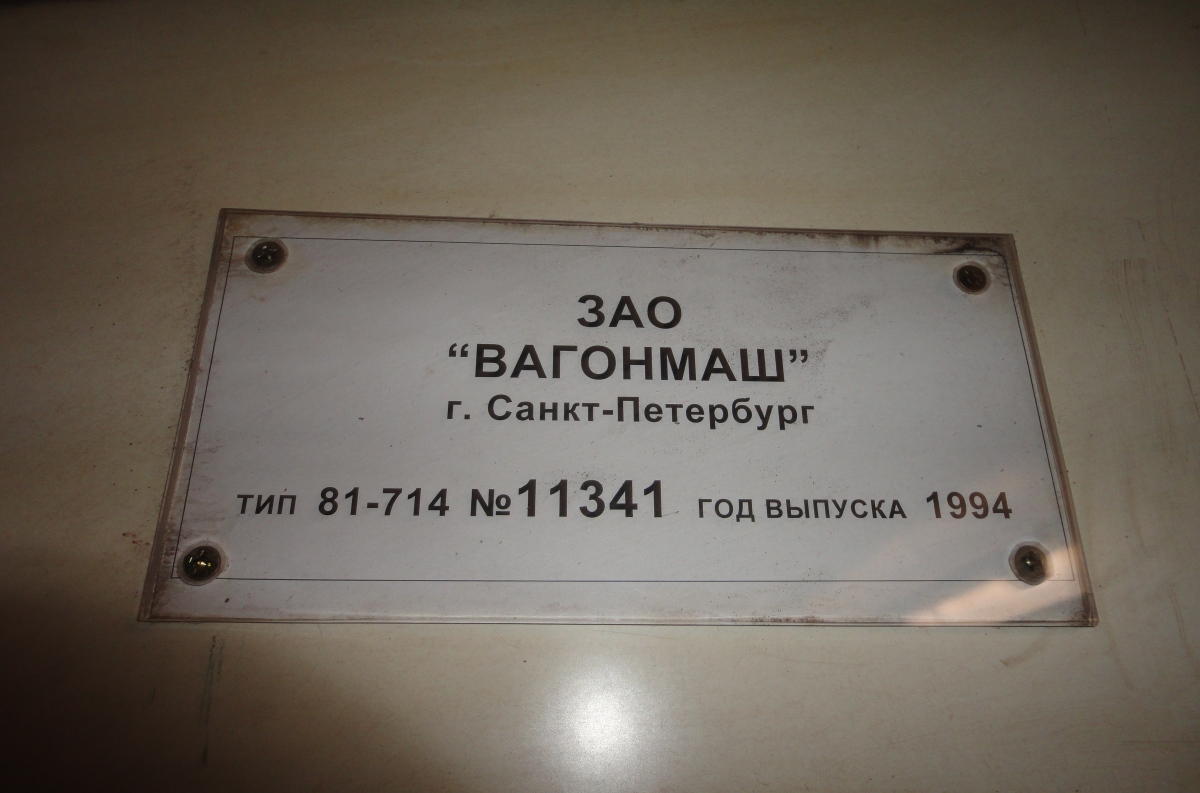 ЗАО
“ВАГОНМАШ”
г. Санкт-Петербург
ТИП 81-714 №11341 ГОД ВЫПУСКА 1994